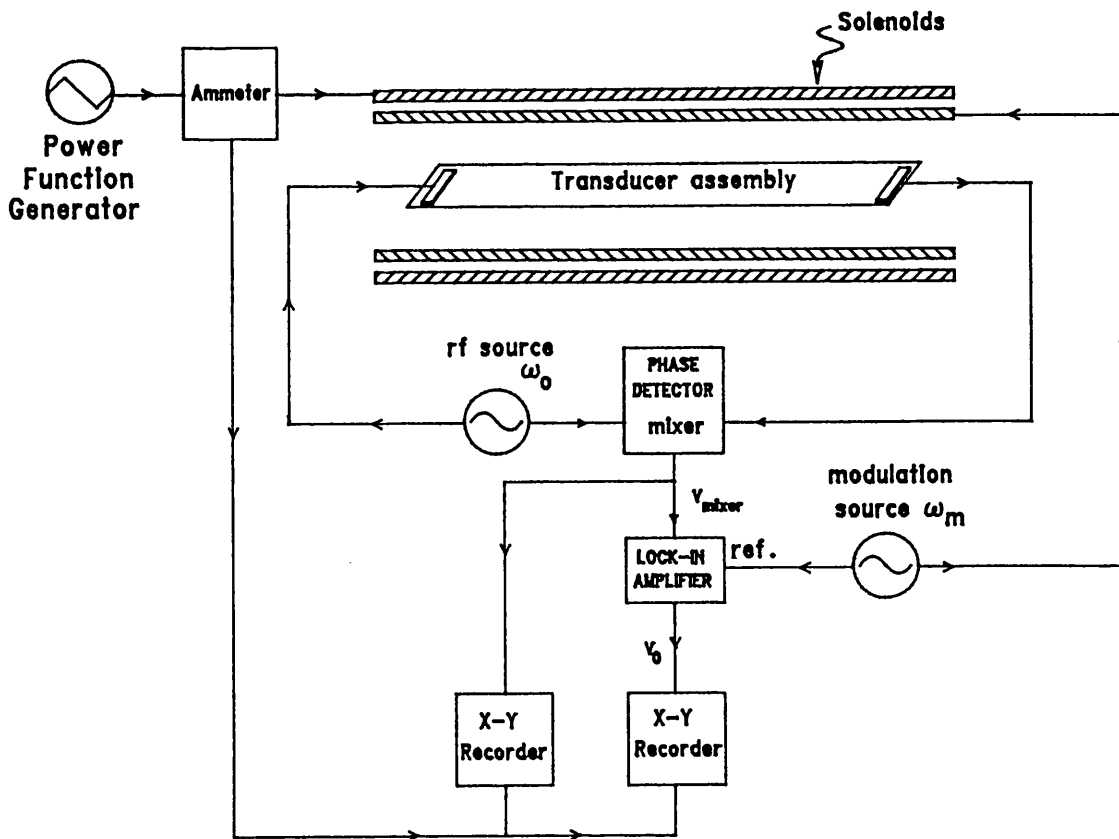 Solenoids
Ammeter
Power
Function
Generator
Transducer assembly
rf source
ω₀
PHASE
DETECTOR
mixer
modulation
source ωₘ
V_mixer
ref.
LOCK-IN
AMPLIFIER
V₀
X-Y
Recorder
X-Y
Recorder